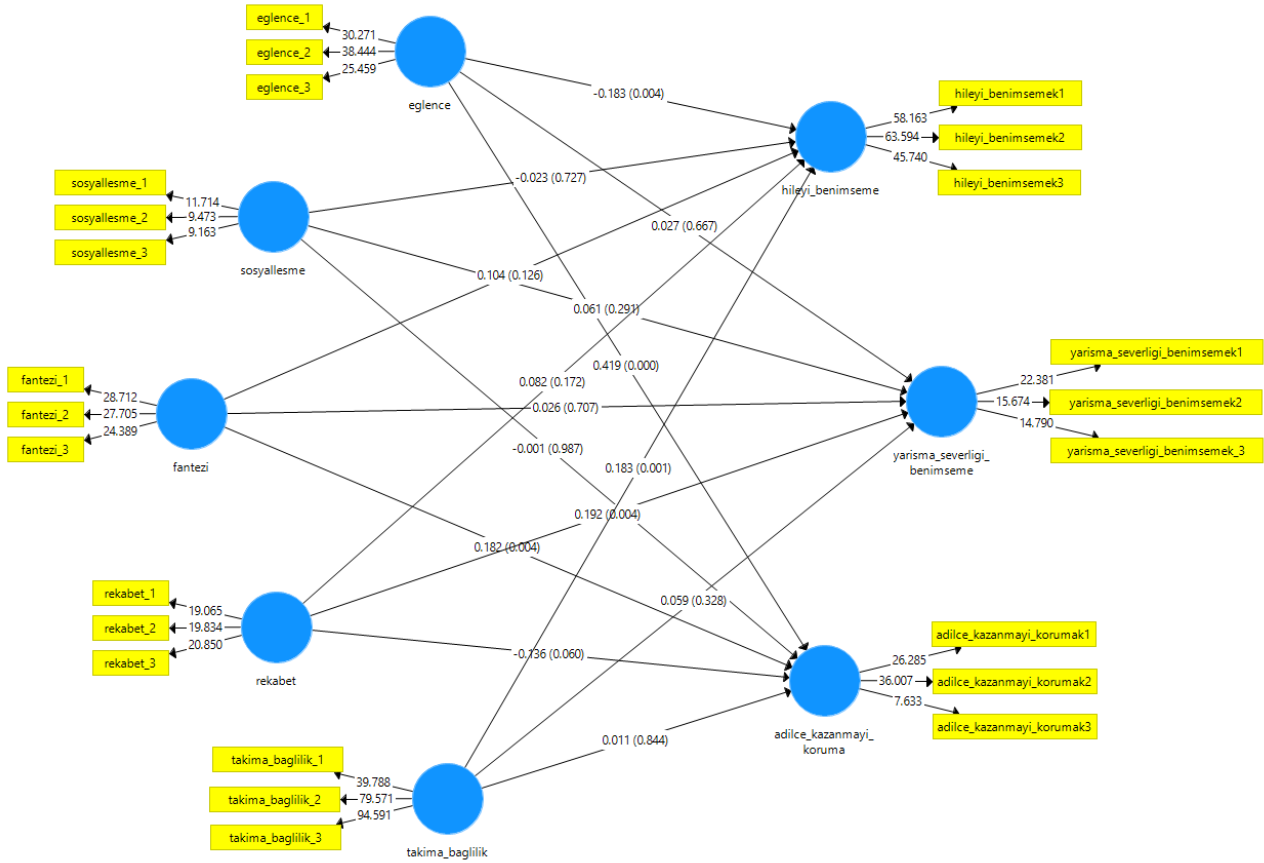 eglence_1
30.271
eglence_2
38.444
25.459
eglence_3
eglence
-0.183 (0.004)
hileyi_benimsemek1
58.163
63.594
hileyi_benimsemek2
45.740
hileyi_benimsemek3
hileyi_benimseme
sosyallesme_1
11.714
sosyallesme_2
9.473
9.163
sosyallesme_3
sosyallesme
-0.023 (0.727)
0.027 (0.667)
0.104 (0.126)
0.061 (0.291)
0.419 (0.000)
yarisma_severligi_benimsemek1
22.381
15.674
yarisma_severligi_benimsemek2
14.790
yarisma_severligi_benimsemek_3
yarisma_severligi_
benimseme
fantezi_1
28.712
fantezi_2
27.705
24.389
fantezi_3
fantezi
0.082 (0.172)
0.026 (0.707)
-0.001 (0.987)
0.183 (0.001)
0.192 (0.004)
0.182 (0.004)
rekabet_1
19.065
rekabet_2
19.834
20.850
rekabet_3
rekabet
0.059 (0.328)
-0.136 (0.060)
adilce_kazanmayi_korumak1
26.285
36.007
adilce_kazanmayi_korumak2
7.633
adilce_kazanmayi_korumak3
adilce_kazanmayi_
koruma
0.011 (0.844)
takima_baglilik_1
39.788
takima_baglilik_2
79.571
94.591
takima_baglilik_3
takima_baglilik